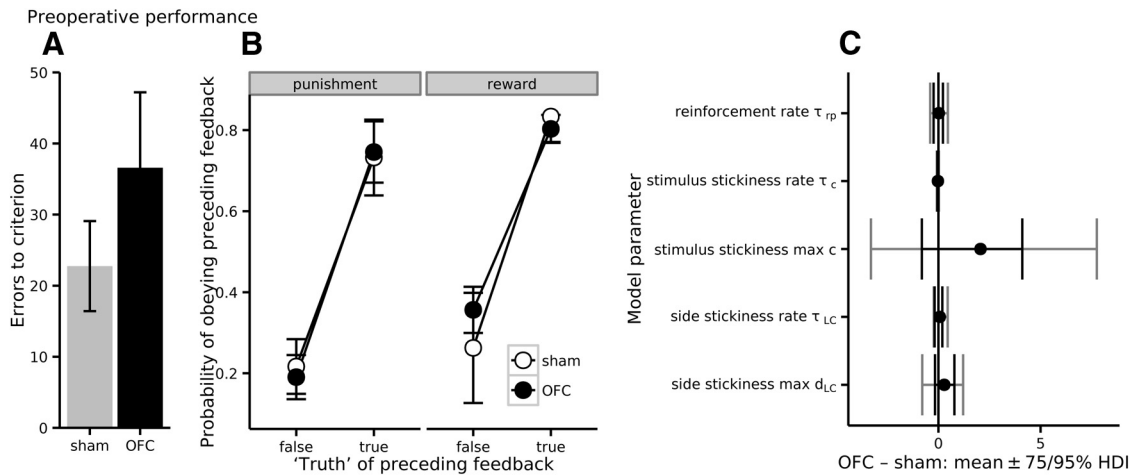 Preoperative performance
A
B
C
Errors to criterion
50
40
30
20
10
0
sham
OFC
Probability of obeying preceding feedback
punishment
reward
0.8
0.6
0.4
0.2
sham
OFC
false
true
false
true
‘Truth’ of preceding feedback
Model parameter
reinforcement rate τ rp
stimulus stickiness rate τ c
stimulus stickiness max c
side stickiness rate τ LC
side stickiness max dLC
0
5
OFC – sham: mean ± 75/95% HDI